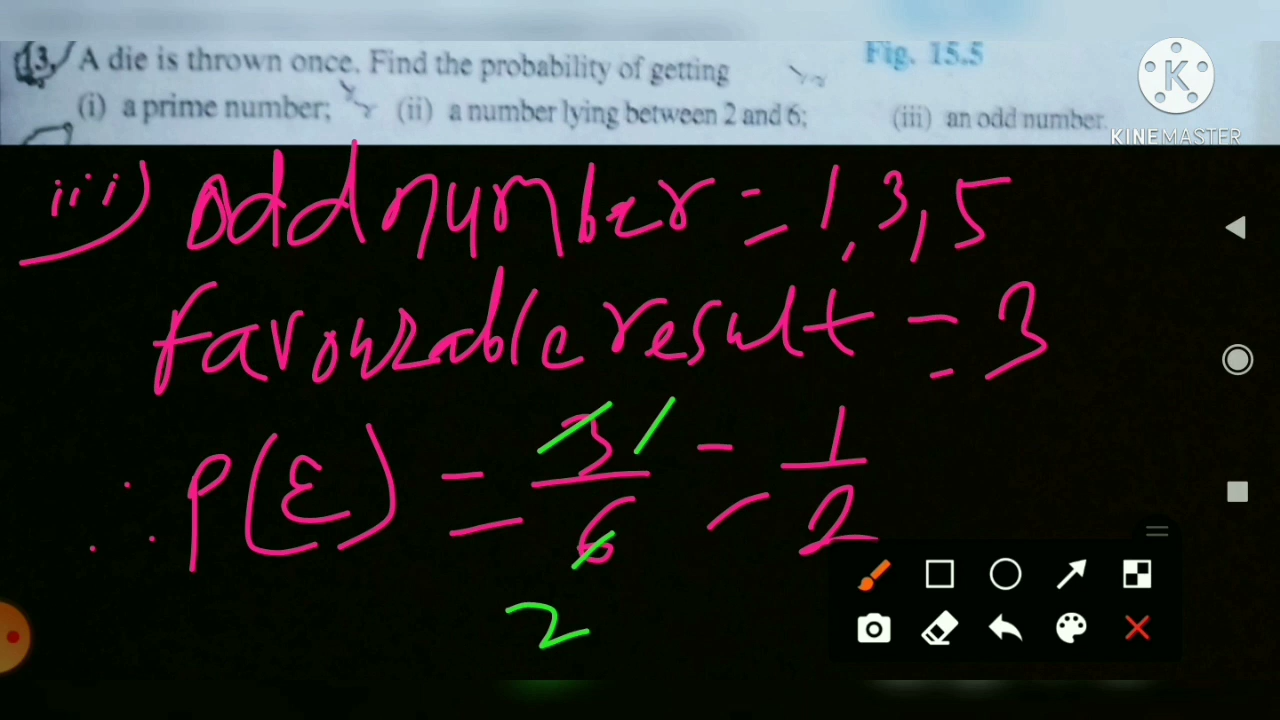 13. A die is thrown once. Find the probability of getting
Fig. 15.5
(i) a prime number; (ii) a number lying between 2 and 6; (iii) an odd number.
K
KINEMASTER
iii) Odd number = 1, 3, 5
favourable result = 3
∴ P(E) = 3/6 = 1/2
1
2